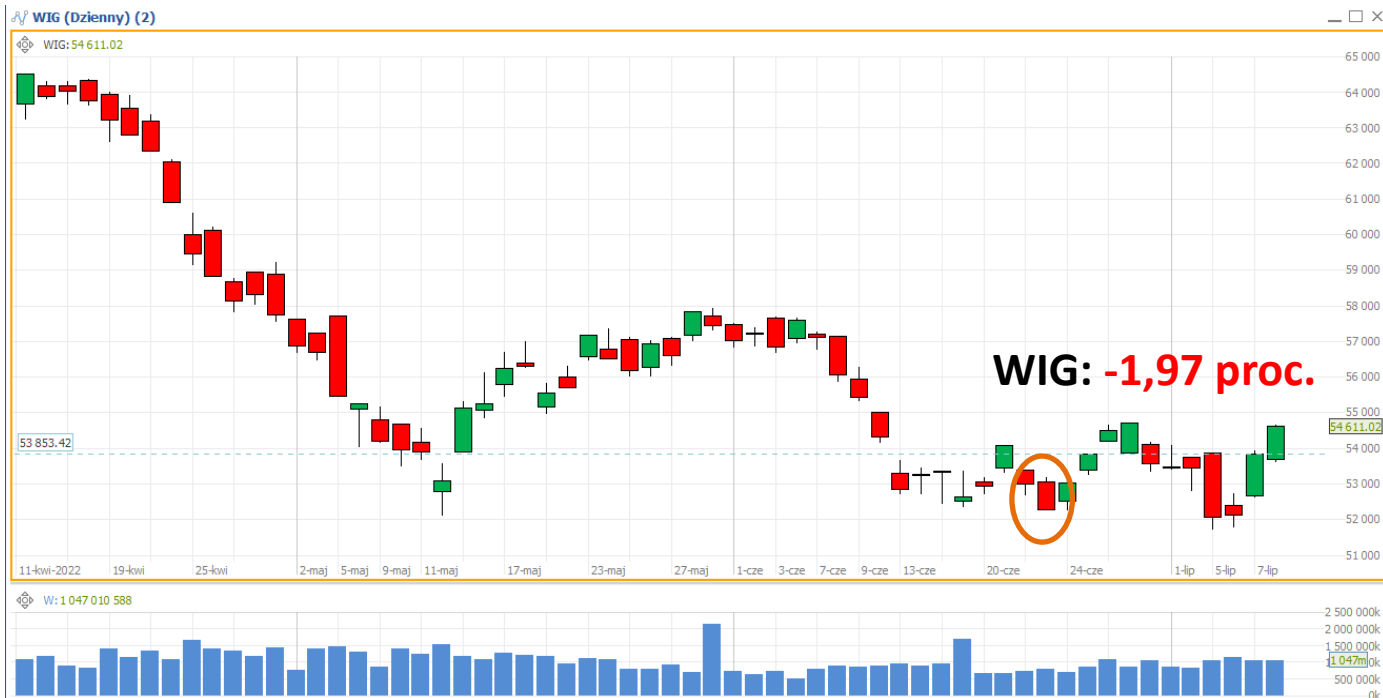 WIG (Dzienny) (2)
WIG: 54 611.02
65 000
64 000
63 000
62 000
61 000
60 000
59 000
58 000
57 000
WIG: -1,97 proc.
56 000
55 000
54 611.02
53 853.42
54 000
53 000
52 000
51 000
11-kwi-2022 19-kwi 25-kwi 2-maj 5-maj 9-maj 11-maj 17-maj 23-maj 27-maj 1-cze 3-cze 7-cze 9-cze 13-cze 20-cze 24-cze 1-lip 5-lip 7-lip
W: 1 047 010 588
2 500 000k
2 000 000k
1 500 000k
1 047m
500 000k
0k